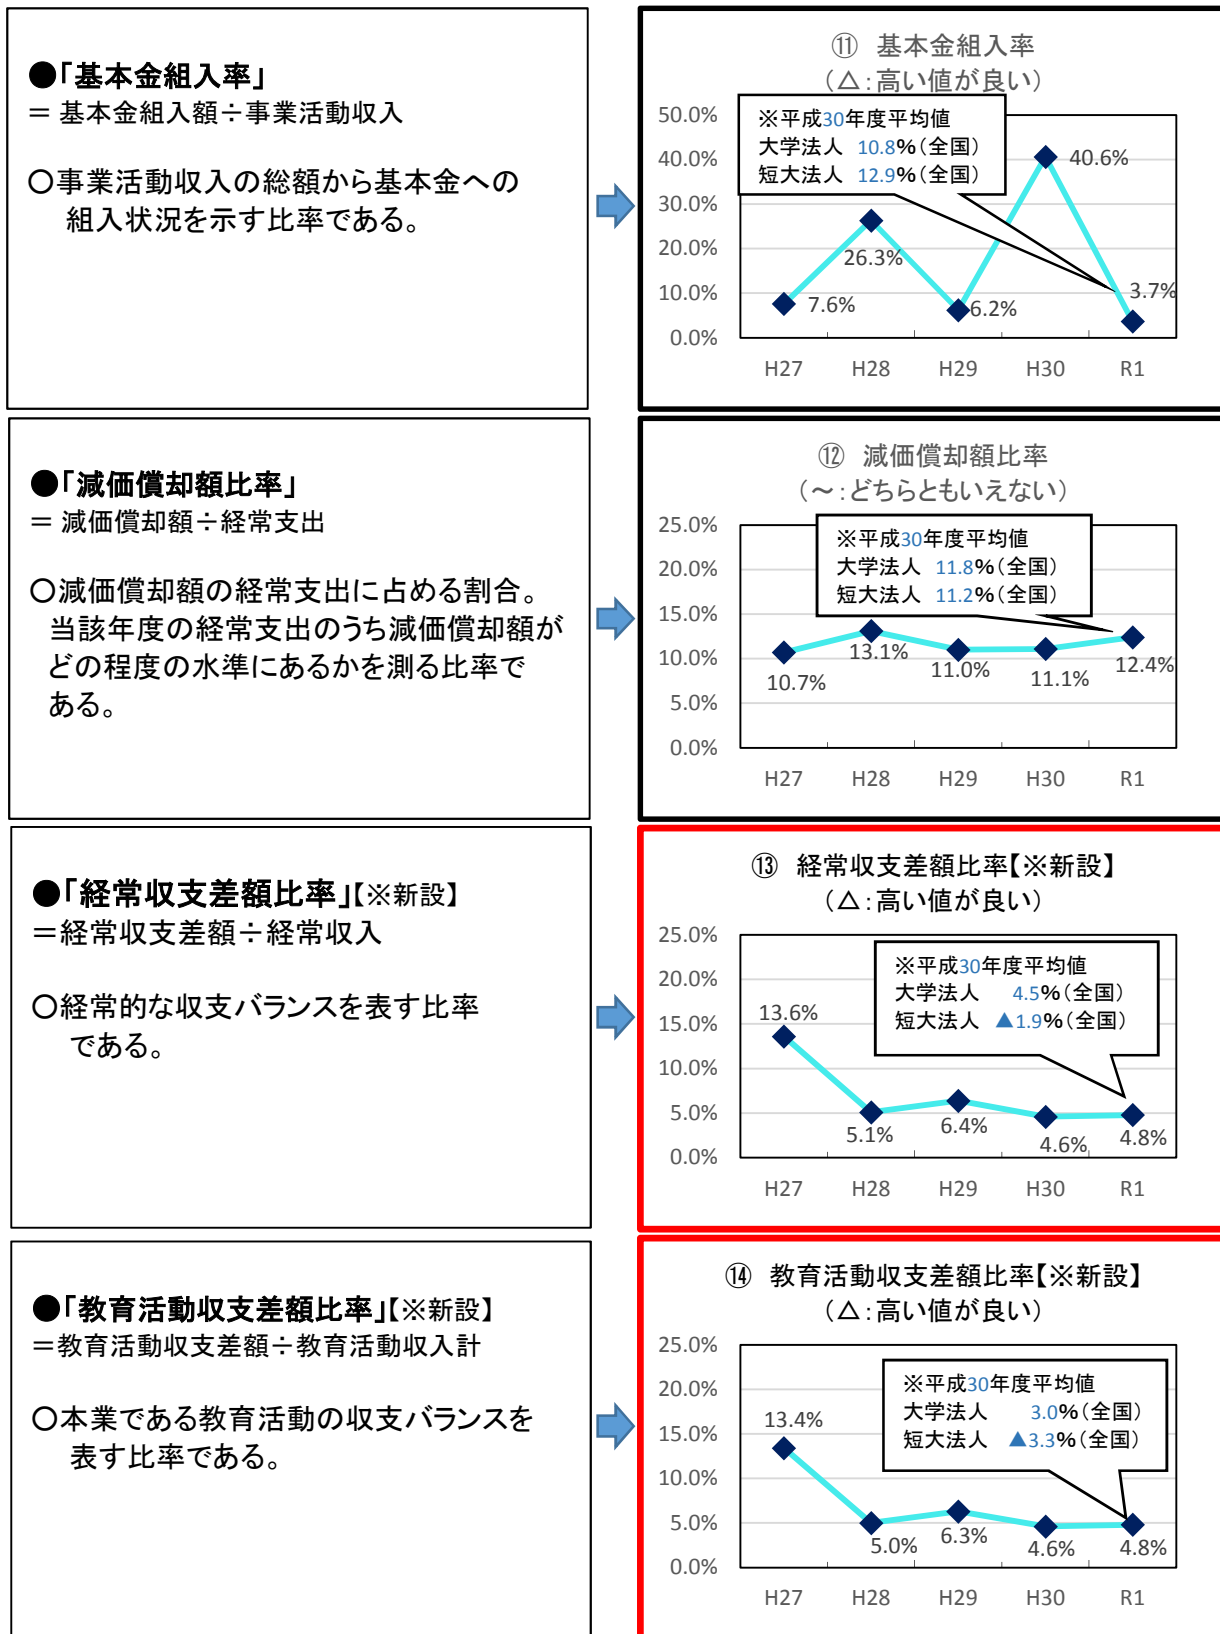 ●「基本金組入率」
＝ 基本金組入額÷事業活動収入
○事業活動収入の総額から基本金への
組入状況を示す比率である。
⑪ 基本金組入率
（△：高い値が良い）
※平成30年度平均値
大学法人 10.8%（全国）
短大法人 12.9%（全国）
50.0%
40.0%
30.0%
20.0%
10.0%
0.0%
7.6%
26.3%
6.2%
40.6%
3.7%
H27 H28 H29 H30 R1
●「減価償却額比率」
＝ 減価償却額÷経常支出
○減価償却額の経常支出に占める割合。
当該年度の経常支出のうち減価償却額が
どの程度の水準にあるかを測る比率で
ある。
⑫ 減価償却額比率
（～：どちらともいえない）
※平成30年度平均値
大学法人 11.8%（全国）
短大法人 11.2%（全国）
25.0%
20.0%
15.0%
10.0%
5.0%
0.0%
10.7%
13.1%
11.0%
11.1%
12.4%
H27 H28 H29 H30 R1
●「経常収支差額比率」【※新設】
＝経常収支差額÷経常収入
○経常的な収支バランスを表す比率
である。
⑬ 経常収支差額比率【※新設】
（△：高い値が良い）
※平成30年度平均値
大学法人 4.5%（全国）
短大法人 ▲1.9%（全国）
25.0%
20.0%
15.0%
10.0%
5.0%
0.0%
13.6%
5.1%
6.4%
4.6%
4.8%
H27 H28 H29 H30 R1
●「教育活動収支差額比率」【※新設】
＝教育活動収支差額÷教育活動収入計
○本業である教育活動の収支バランスを
表す比率である。
⑭ 教育活動収支差額比率【※新設】
（△：高い値が良い）
※平成30年度平均値
大学法人 3.0%（全国）
短大法人 ▲3.3%（全国）
25.0%
20.0%
15.0%
10.0%
5.0%
0.0%
13.4%
5.0%
6.3%
4.6%
4.8%
H27 H28 H29 H30 R1